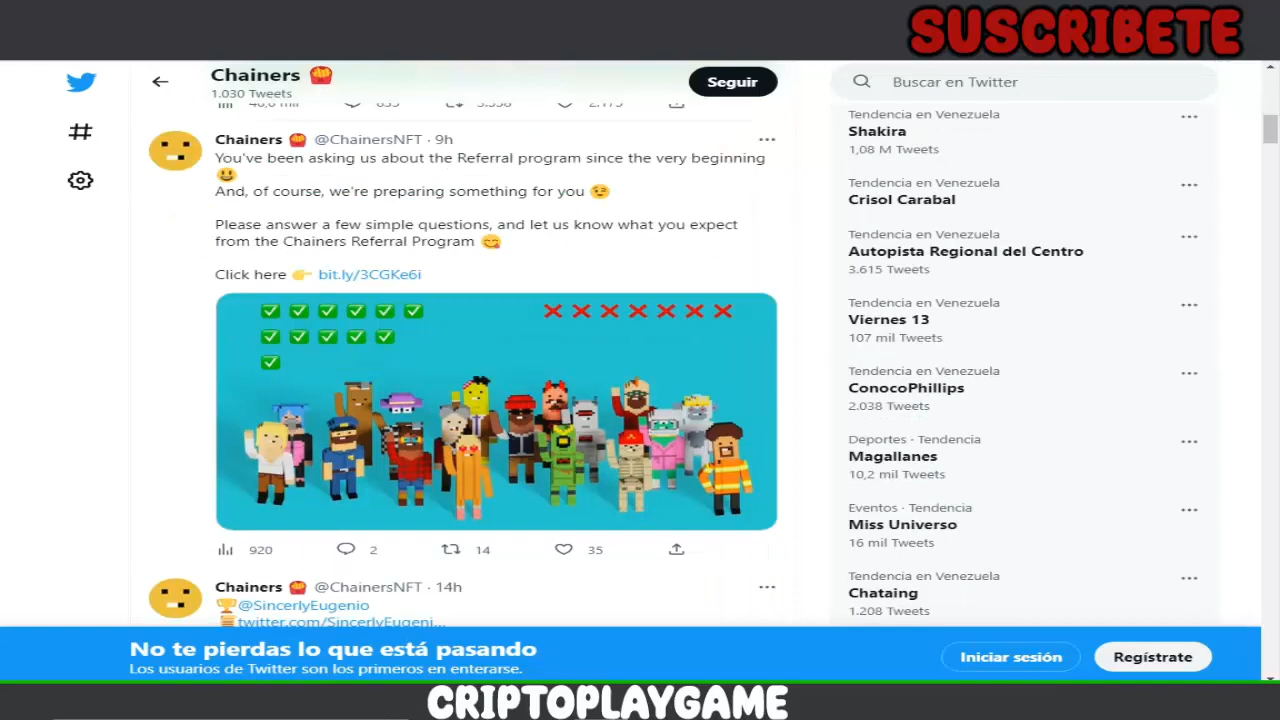 SUSCRIBETE
Chainers
1.030 Tweets
Seguir
Buscar en Twitter
Chainers @ChainersNFT · 9h
You've been asking us about the Referral program since the very beginning
And, of course, we're preparing something for you
Please answer a few simple questions, and let us know what you expect
from the Chainers Referral Program
Click here bit.ly/3CGKe6i
920 2 14 35
Chainers @ChainersNFT · 14h
@SincerlyEugenio
twitter.com/SincerlyEugeni...
Tendencia en Venezuela
Shakira
1,08 M Tweets
Tendencia en Venezuela
Crisol Carabal
Tendencia en Venezuela
Autopista Regional del Centro
3.615 Tweets
Tendencia en Venezuela
Viernes 13
107 mil Tweets
Tendencia en Venezuela
ConocoPhillips
2.038 Tweets
Deportes · Tendencia
Magallanes
10,2 mil Tweets
Eventos · Tendencia
Miss Universo
16 mil Tweets
Tendencia en Venezuela
Chataing
1.208 Tweets
No te pierdas lo que está pasando
Los usuarios de Twitter son los primeros en enterarse.
Iniciar sesión
Regístrate
CRIPTOPLAYGAME